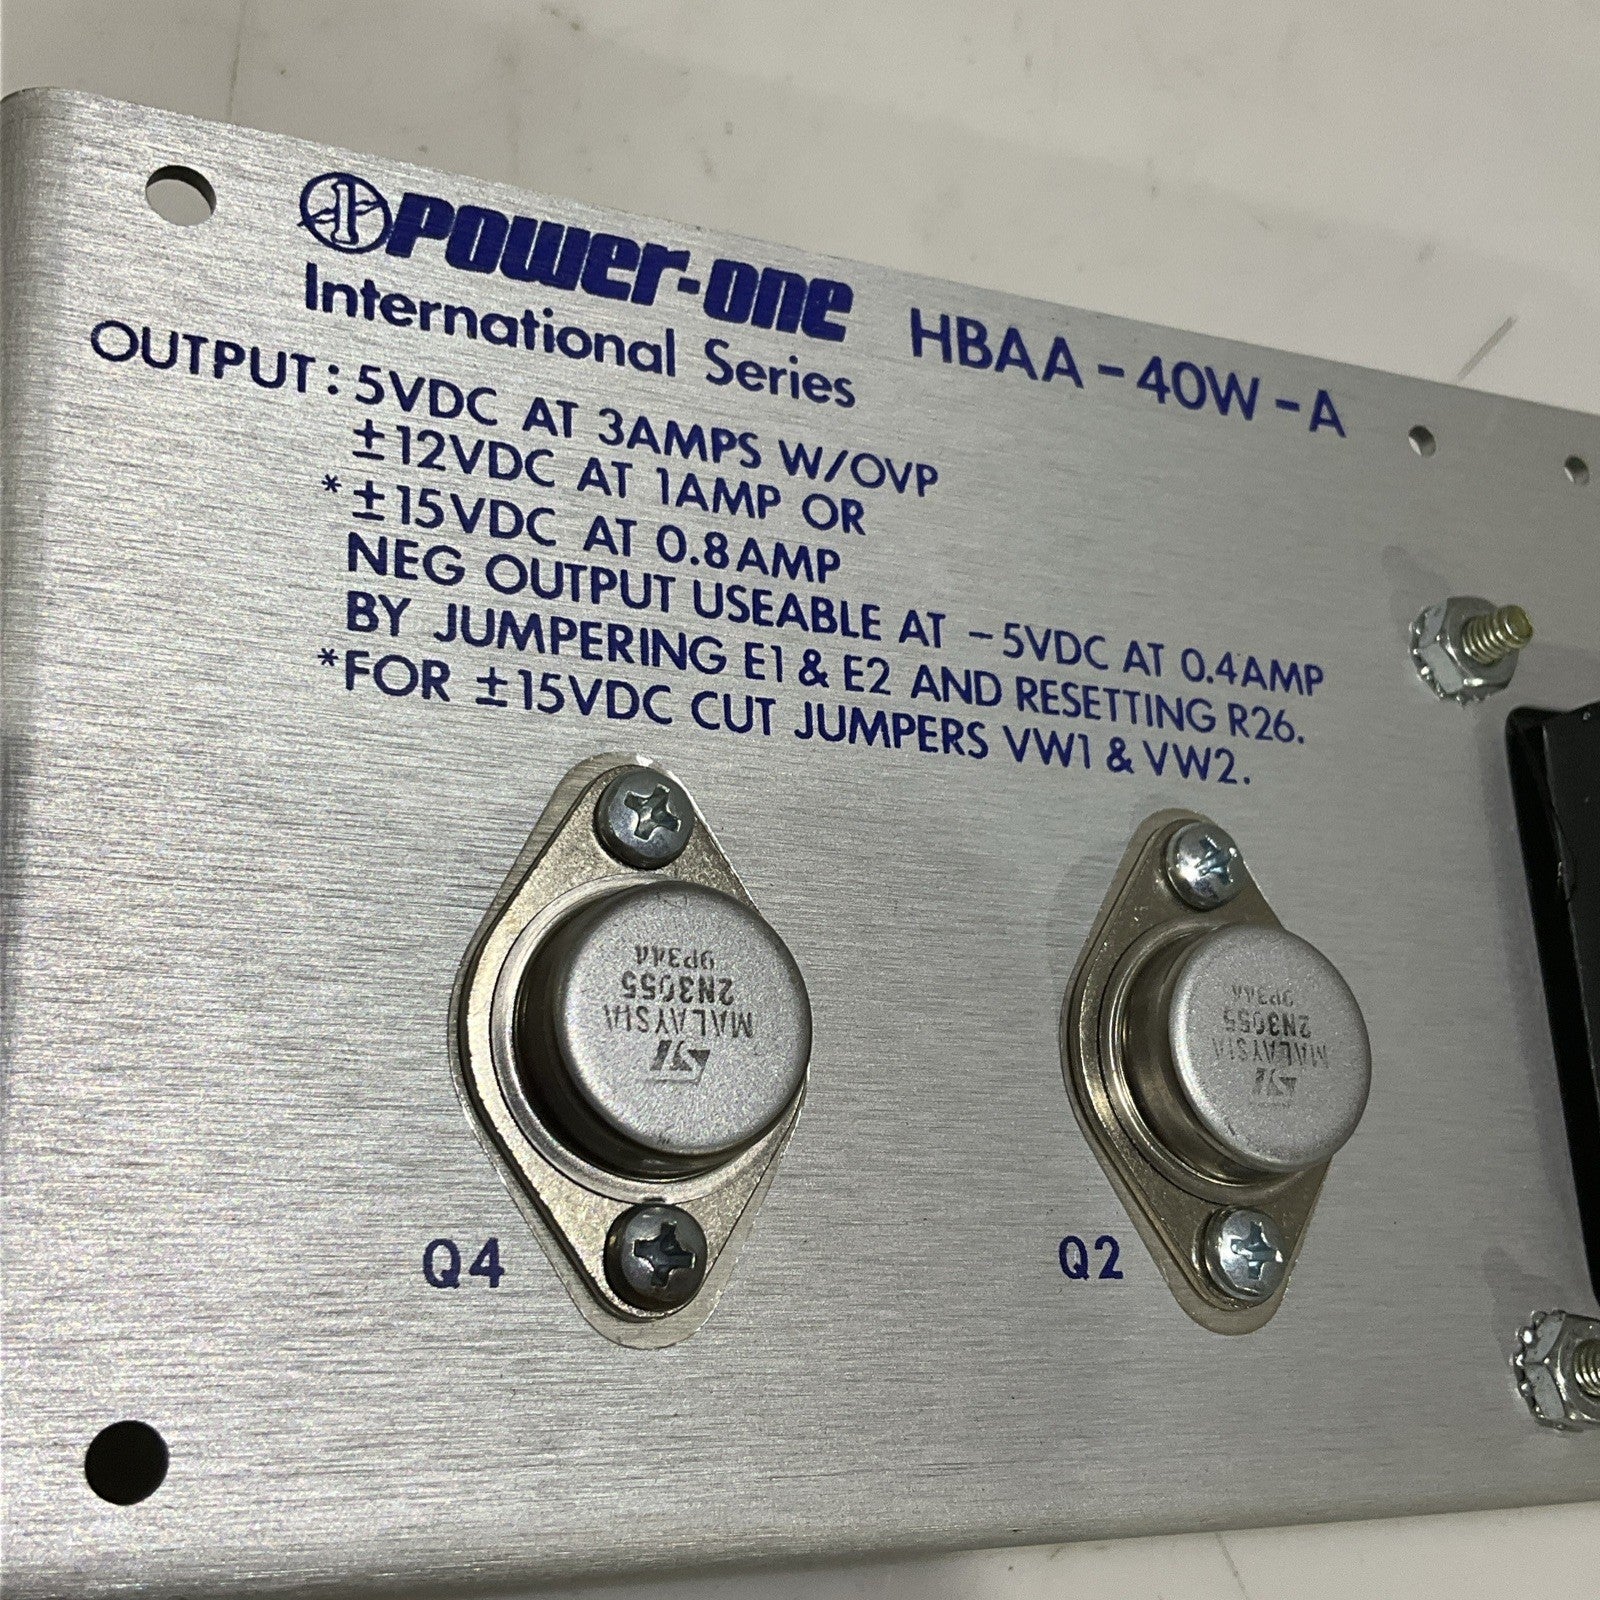 power-one HBAA-40W-A
International Series
OUTPUT: 5VDC AT 3AMPS W/OVP
±12VDC AT 1AMP OR
*±15VDC AT 0.8AMP
NEG OUTPUT USEABLE AT -5VDC AT 0.4AMP
BY JUMPERING E1 & E2 AND RESETTING R26.
*FOR ±15VDC CUT JUMPERS VW1 & VW2.
ST
MALAYSIA
2N3055
9P344
Q4
ST
MALAYSIA
2N3055
9P344
Q2